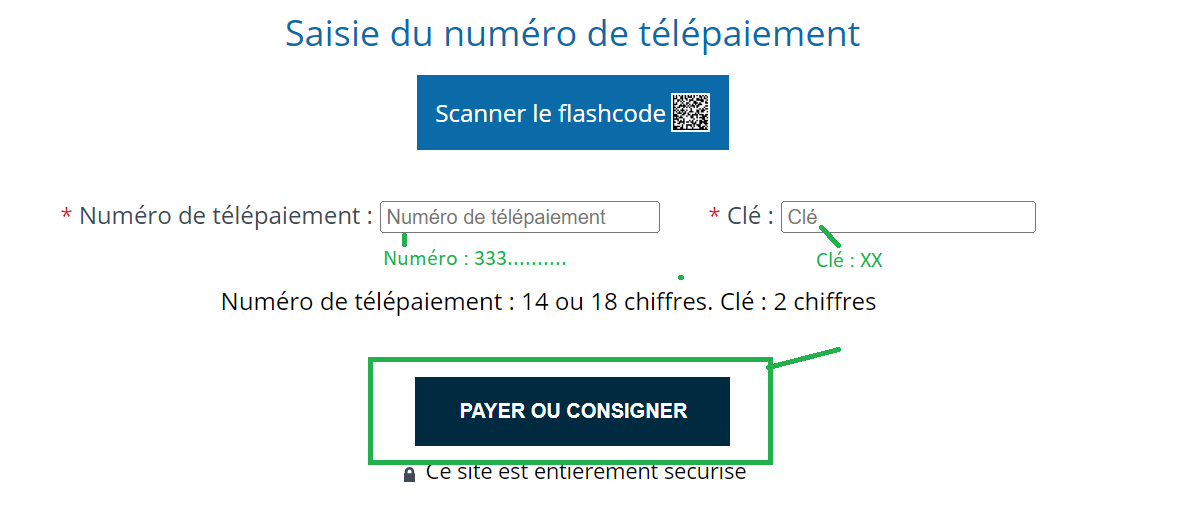 Saisie du numéro de télépaiement
Scanner le flashcode
* Numéro de télépaiement : Numéro de télépaiement * Clé : Clé
Numéro : 333.......... Clé : XX
Numéro de télépaiement : 14 ou 18 chiffres. Clé : 2 chiffres
PAYER OU CONSIGNER
Ce site est entièrement sécurisé